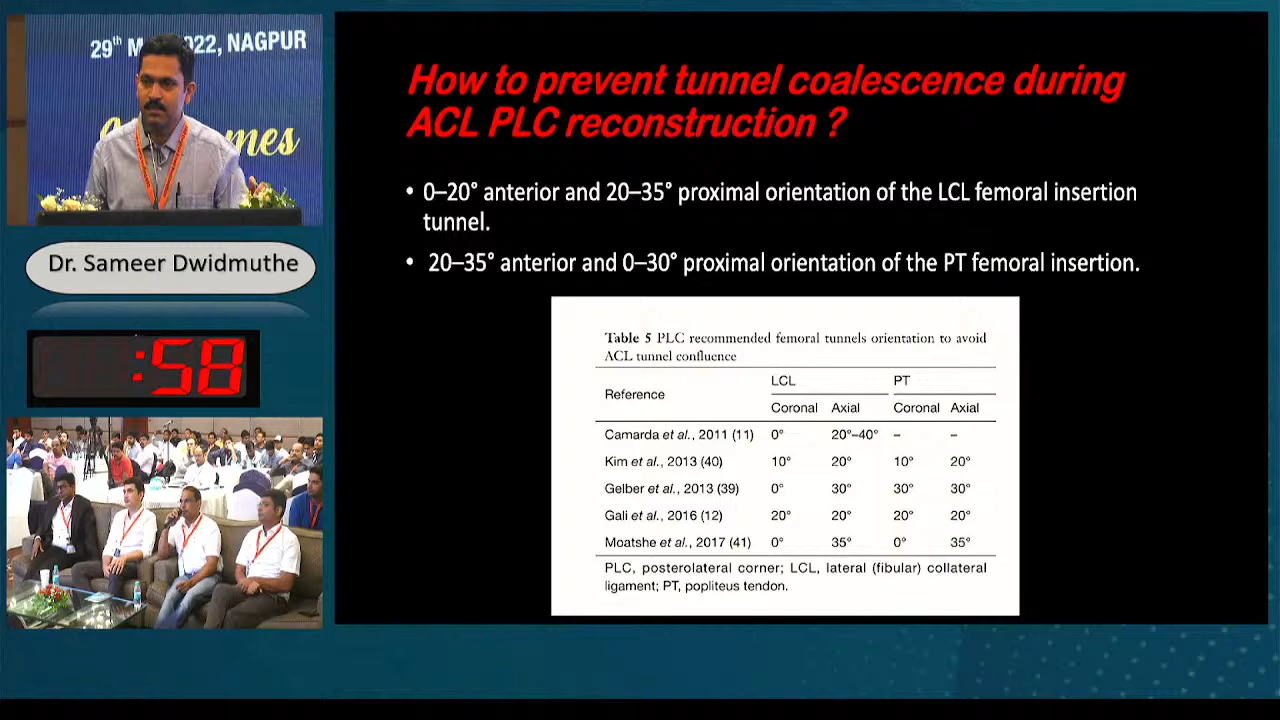 29th M 2022, NAGPUR
mes
Dr. Sameer Dwidmuthe
:58
How to prevent tunnel coalescence during
ACL PLC reconstruction ?
• 0–20° anterior and 20–35° proximal orientation of the LCL femoral insertion
tunnel.
• 20–35° anterior and 0–30° proximal orientation of the PT femoral insertion.
Table 5 PLC recommended femoral tunnels orientation to avoid
ACL tunnel confluence
LCL PT
Reference
Coronal Axial Coronal Axial
Camarda et al., 2011 (11) 0° 20°–40° – –
Kim et al., 2013 (40) 10° 20° 10° 20°
Gelber et al., 2013 (39) 0° 30° 30° 30°
Gali et al., 2016 (12) 20° 20° 20° 20°
Moatshe et al., 2017 (41) 0° 35° 0° 35°
PLC, posterolateral corner; LCL, lateral (fibular) collateral
ligament; PT, popliteus tendon.